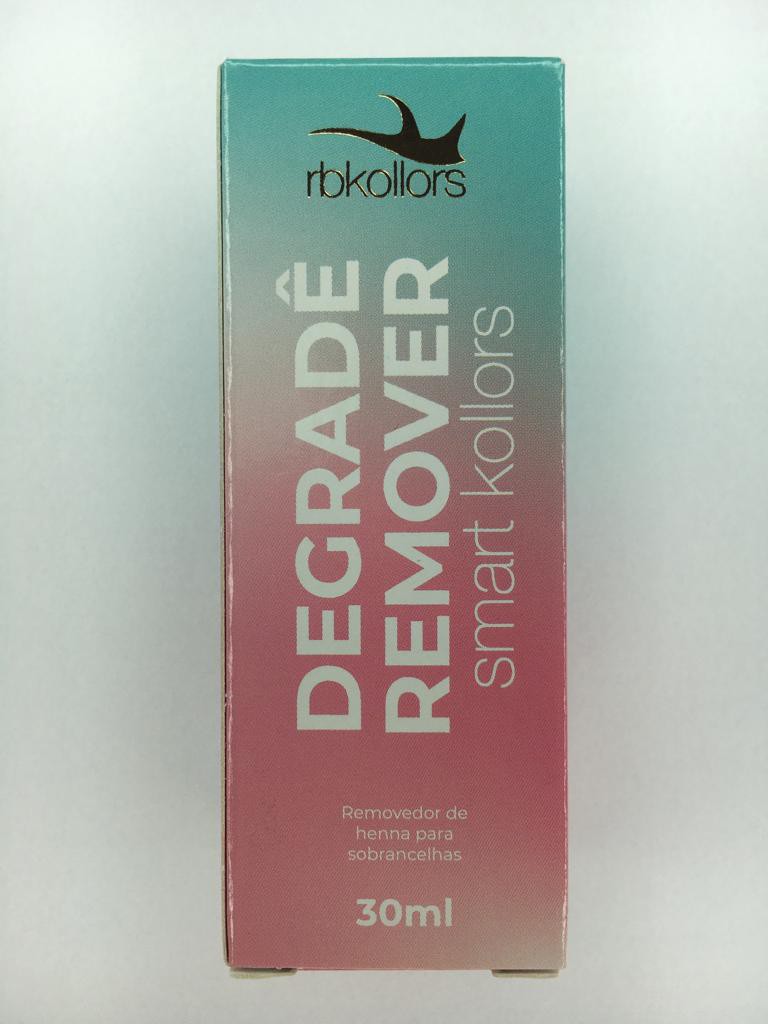 rbkollors
DEGRADÊ
REMOVER
smart kollors
Removedor de
henna para
sobrancelhas
30ml